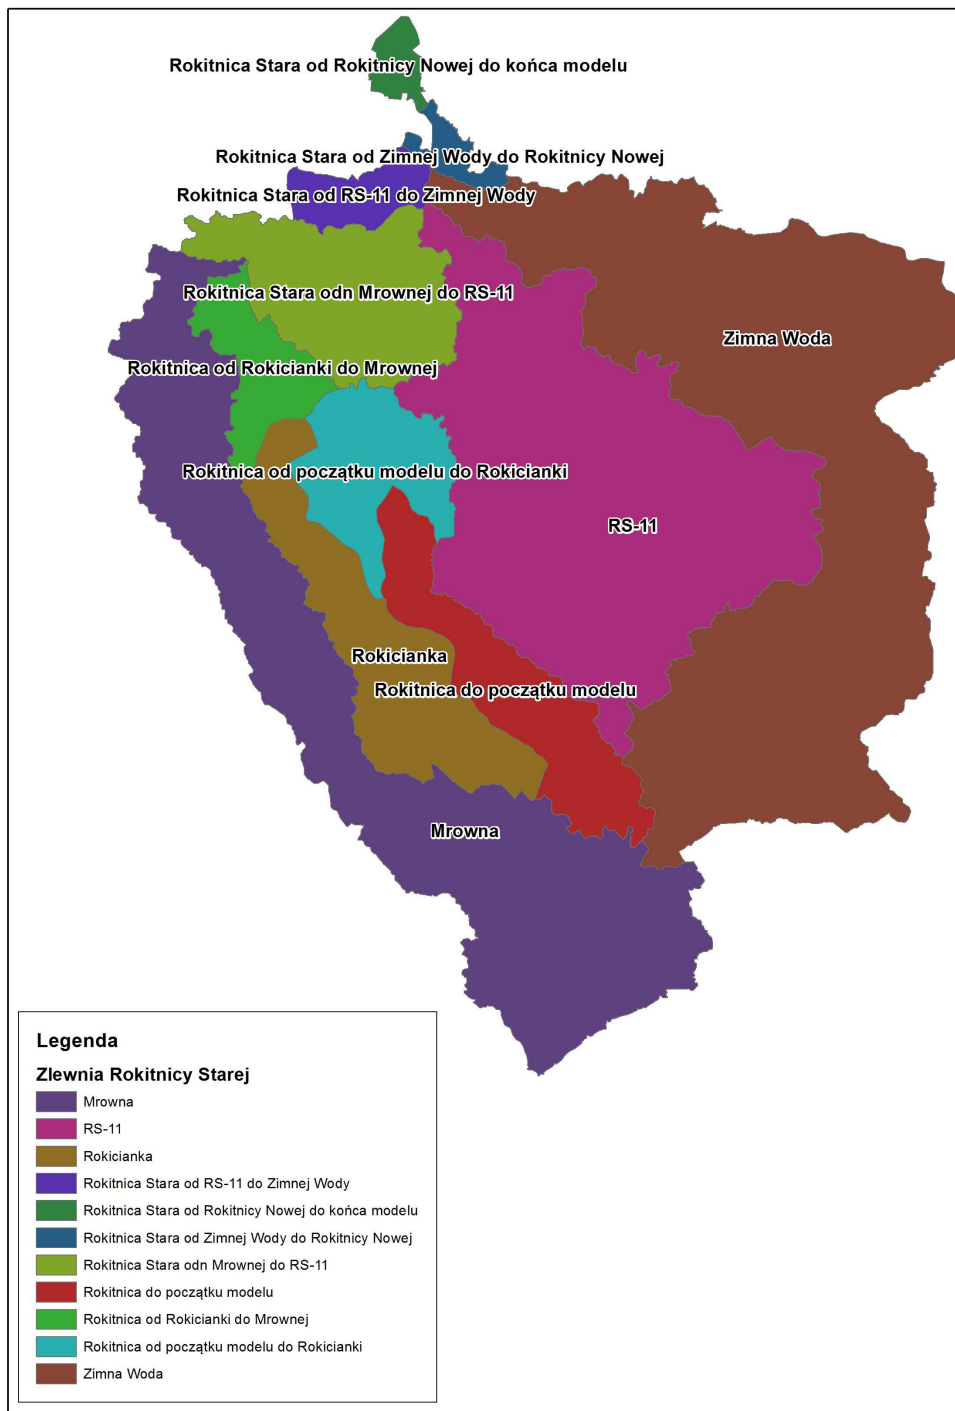 Rokitnica Stara od Rokitnicy Nowej do końca modelu
Rokitnica Stara od Zimnej Wody do Rokitnicy Nowej
Rokitnica Stara od RS-11 do Zimnej Wody
Rokitnica Stara odn Mrownej do RS-11
Zimna Woda
Rokitnica od Rokicianki do Mrownej
Rokitnica od początku modelu do Rokicianki
RS-11
Rokicianka
Rokitnica do początku modelu
Mrowna
Legenda
Zlewnia Rokitnicy Starej
Mrowna
RS-11
Rokicianka
Rokitnica Stara od RS-11 do Zimnej Wody
Rokitnica Stara od Rokitnicy Nowej do końca modelu
Rokitnica Stara od Zimnej Wody do Rokitnicy Nowej
Rokitnica Stara odn Mrownej do RS-11
Rokitnica do początku modelu
Rokitnica od Rokicianki do Mrownej
Rokitnica od początku modelu do Rokicianki
Zimna Woda